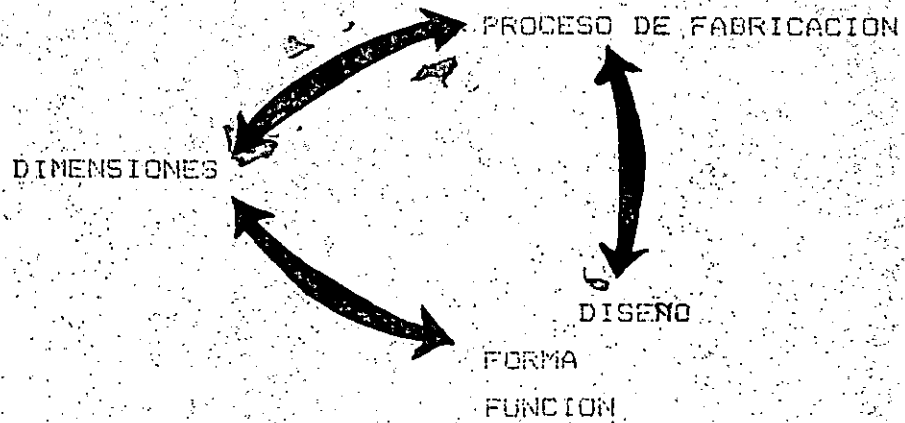 PROCESO DE FABRICACION
DIMENSIONES
DISEÑO
FORMA
FUNCION